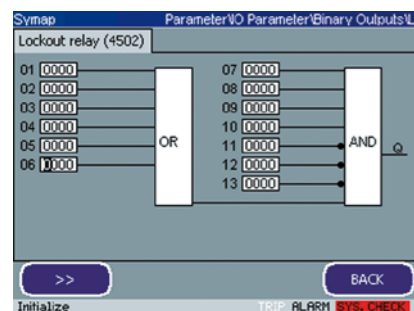 Symap Parameter\IO Parameter\Binary Outputs\L
Lockout relay (4502)
01 0000 07 0000
02 0000 08 0000
03 0000 09 0000
04 0000 10 0000
05 0000 OR 11 0000 AND Q
06 0000 12 0000
13 0000
>> BACK
Initialize TRIP ALARM SYS. CHECK